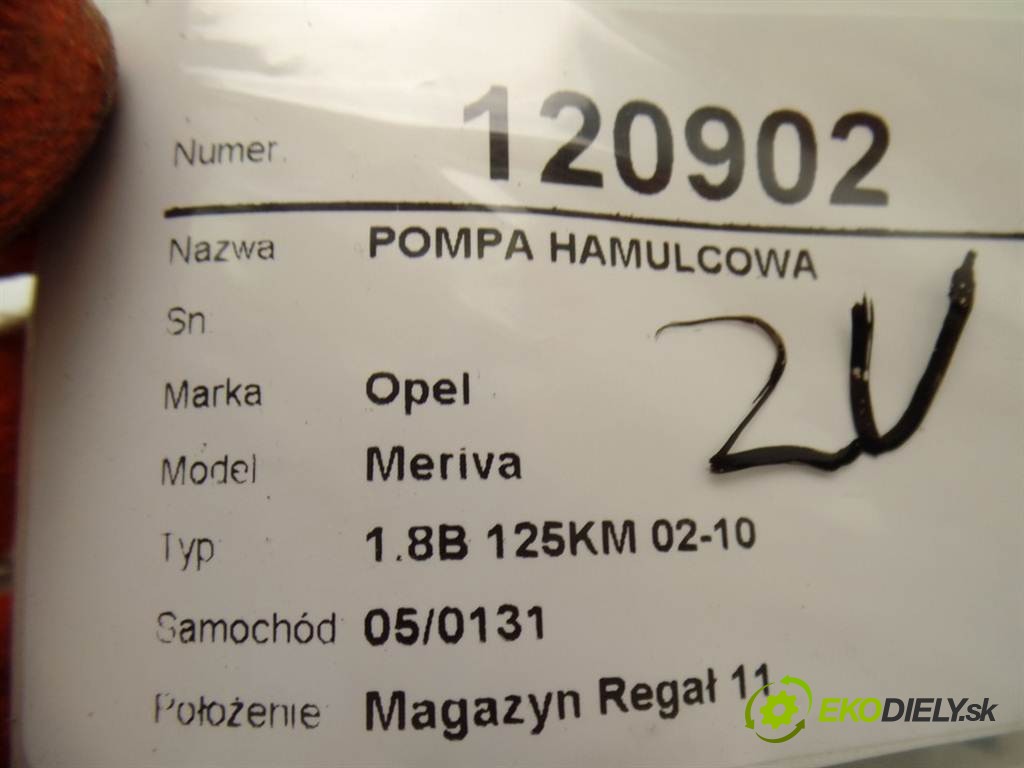 Numer. 120902
Nazwa POMPA HAMULCOWA
Sn
Marka Opel
Model Meriva
Typ 1.8B 125KM 02-10
Samochód 05/0131
Położenie Magazyn Regał 11
EKODIELY.sk